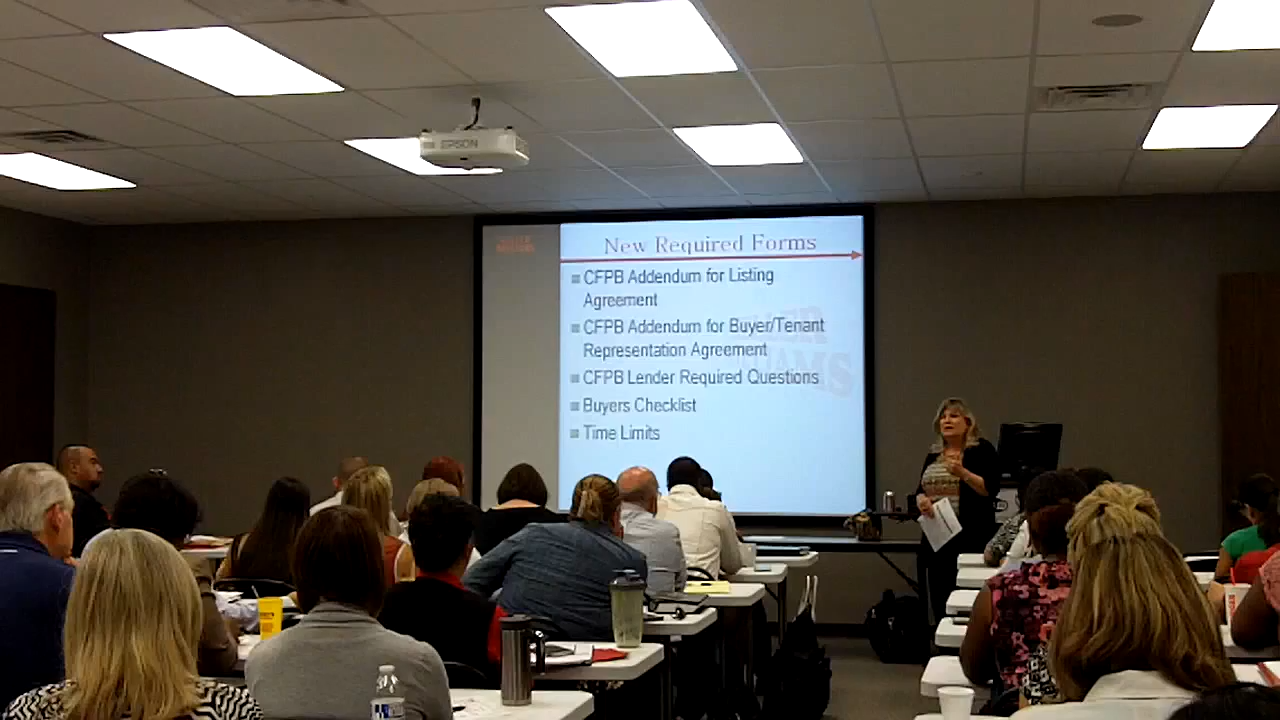 EPSON
New Required Forms
CFPB Addendum for Listing
Agreement
CFPB Addendum for Buyer/Tenant
Representation Agreement
CFPB Lender Required Questions
Buyers Checklist
Time Limits